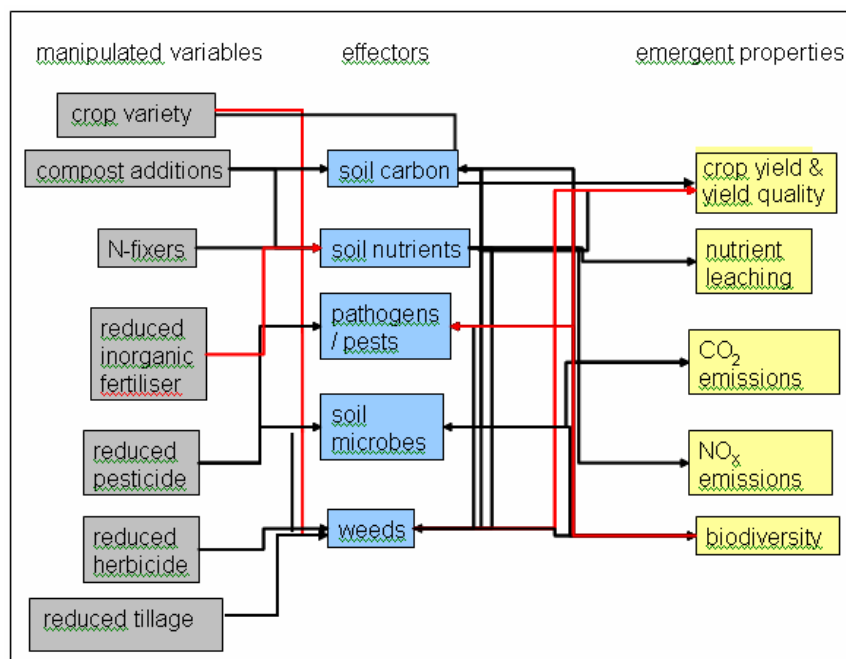 manipulated variables
effectors
emergent properties
crop variety
compost additions
N-fixers
reduced
inorganic
fertiliser
reduced
pesticide
reduced
herbicide
reduced tillage
soil carbon
soil nutrients
pathogens
/ pests
soil
microbes
weeds
crop yield &
yield quality
nutrient
leaching
CO₂
emissions
NOₓ
emissions
biodiversity